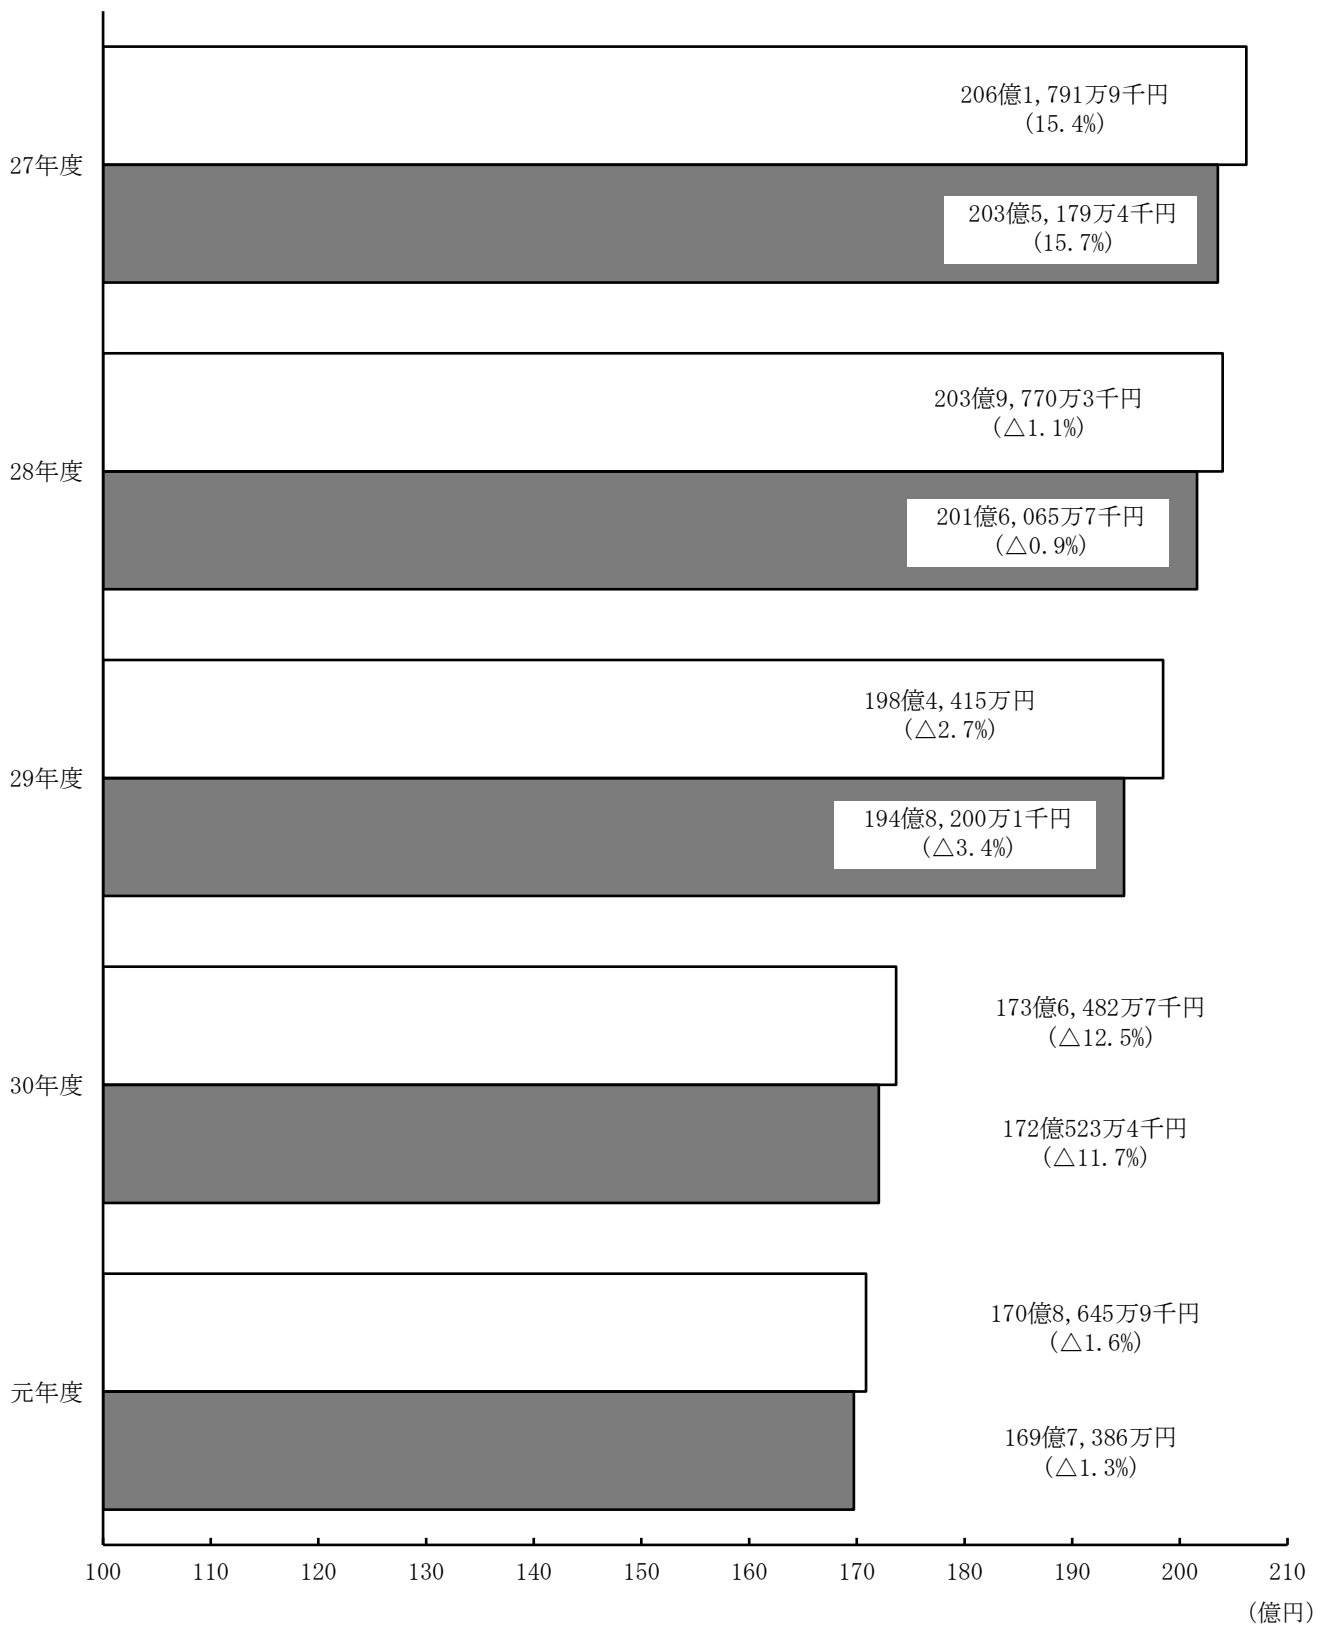 206億1,791万9千円
(15.4%)
27年度
203億5,179万4千円
(15.7%)
203億9,770万3千円
(△1.1%)
28年度
201億6,065万7千円
(△0.9%)
198億4,415万円
(△2.7%)
29年度
194億8,200万1千円
(△3.4%)
173億6,482万7千円
(△12.5%)
30年度
172億523万4千円
(△11.7%)
170億8,645万9千円
(△1.6%)
元年度
169億7,386万円
(△1.3%)
100 110 120 130 140 150 160 170 180 190 200 210
(億円)